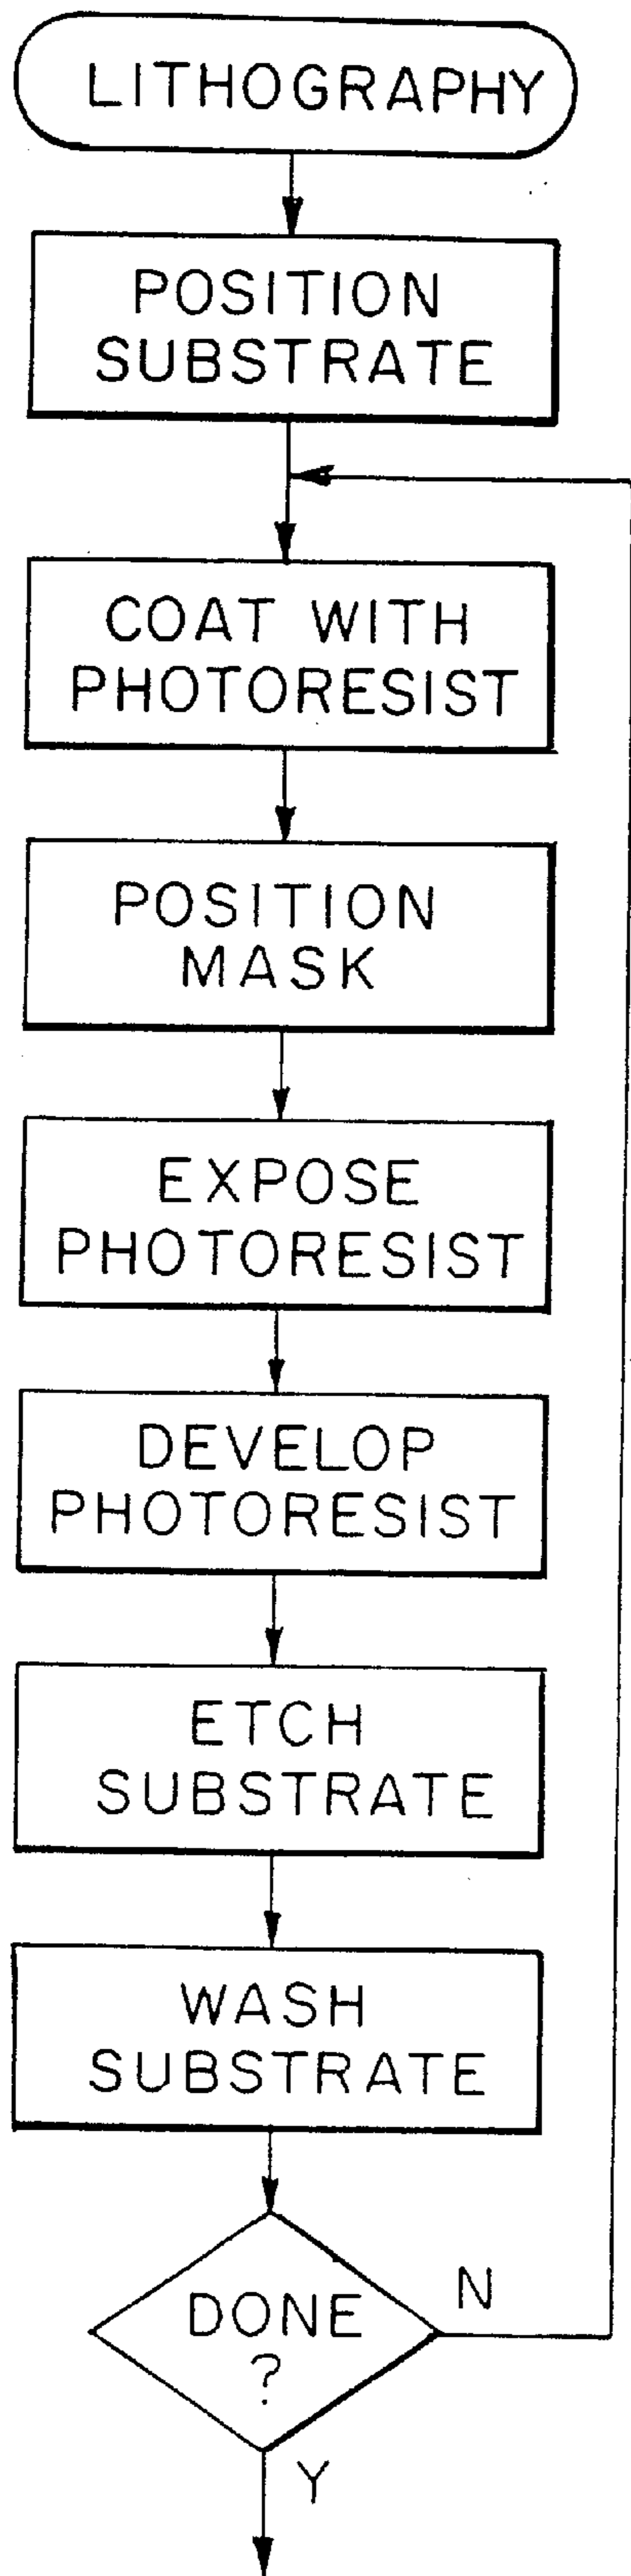 LITHOGRAPHY
POSITION
SUBSTRATE
COAT WITH
PHOTORESIST
POSITION
MASK
EXPOSE
PHOTORESIST
DEVELOP
PHOTORESIST
ETCH
SUBSTRATE
WASH
SUBSTRATE
DONE
?
N
Y